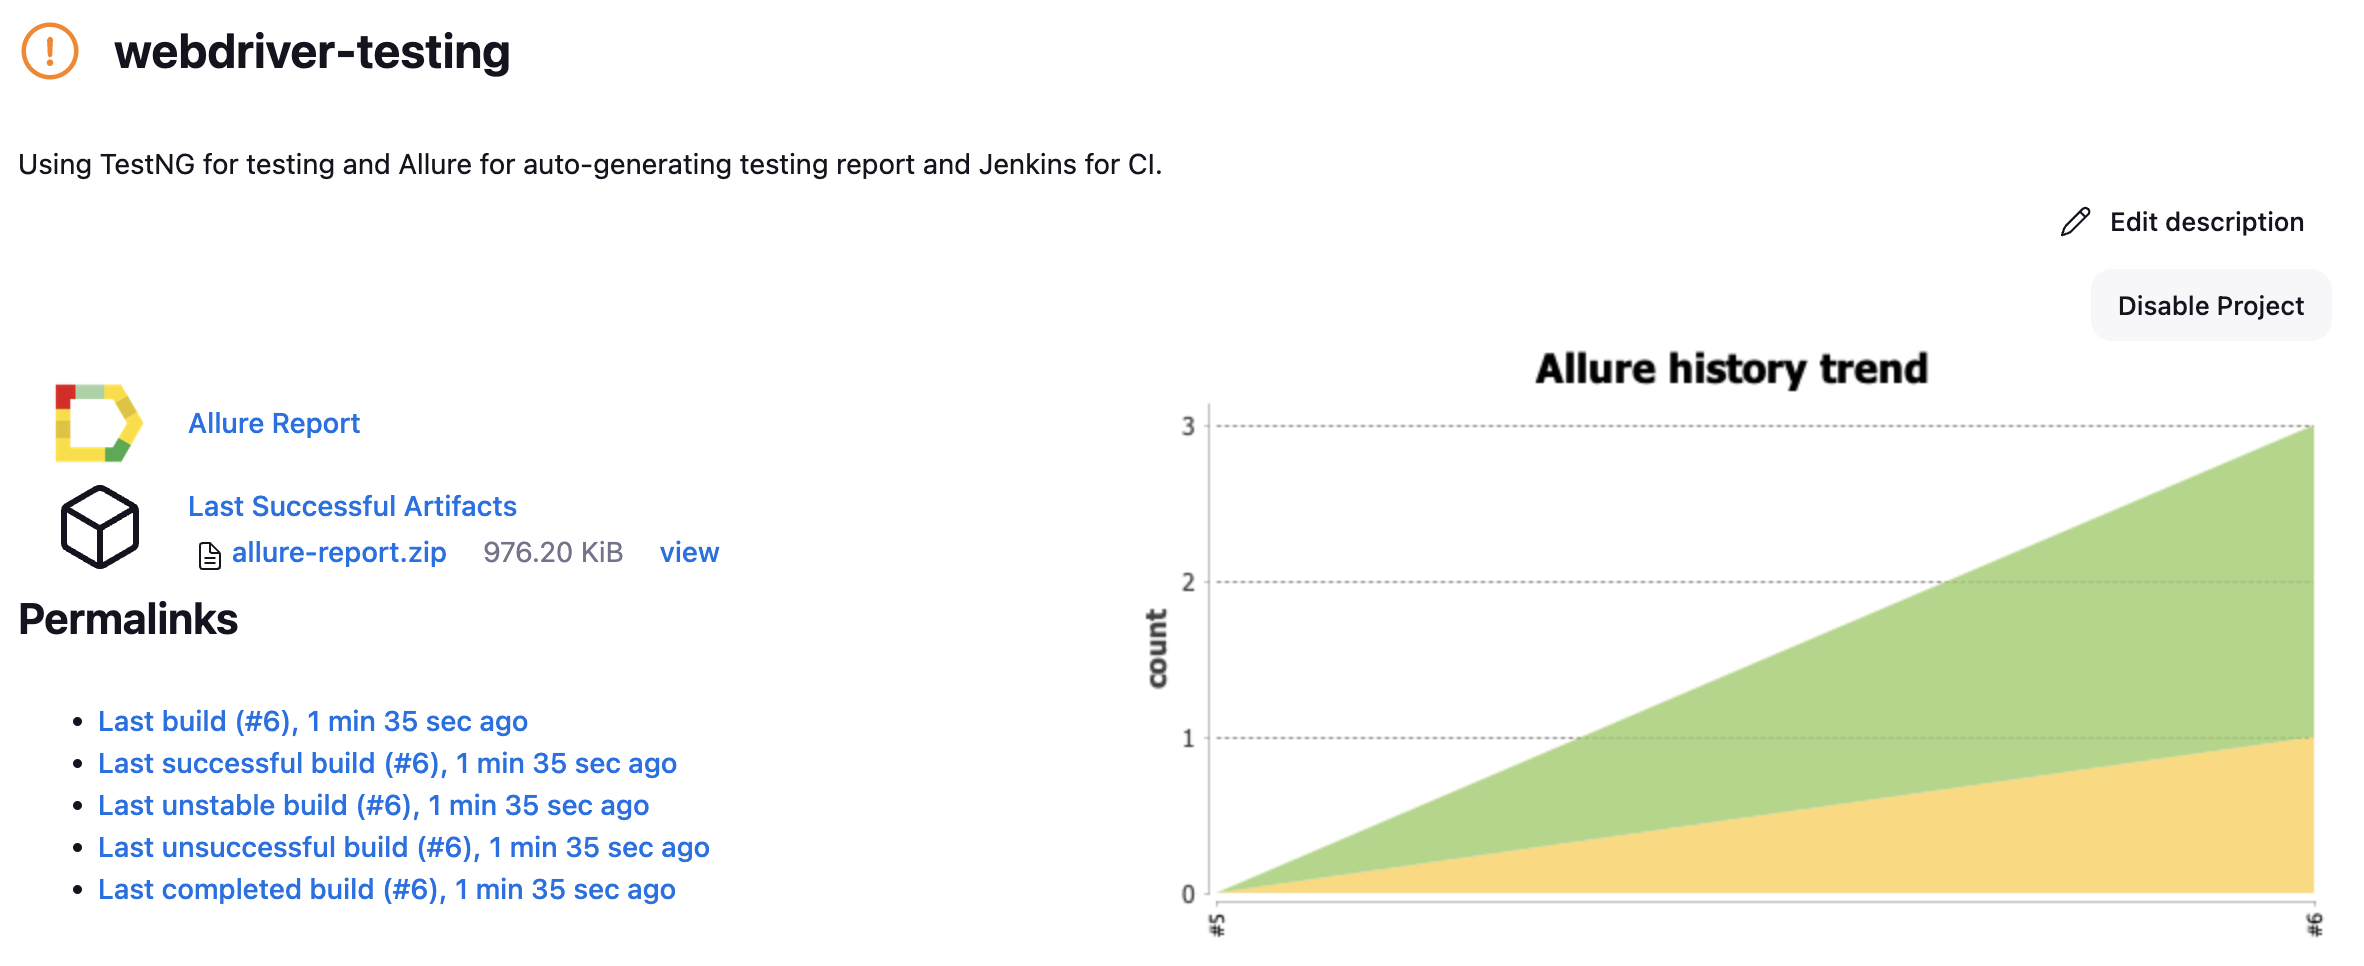 webdriver-testing
Using TestNG for testing and Allure for auto-generating testing report and Jenkins for CI.
Edit description
Disable Project
Allure Report
Last Successful Artifacts
allure-report.zip 976.20 KiB view
Permalinks
Last build (#6), 1 min 35 sec ago
Last successful build (#6), 1 min 35 sec ago
Last unstable build (#6), 1 min 35 sec ago
Last unsuccessful build (#6), 1 min 35 sec ago
Last completed build (#6), 1 min 35 sec ago
Allure history trend
count
3
2
1
0
#5
#6